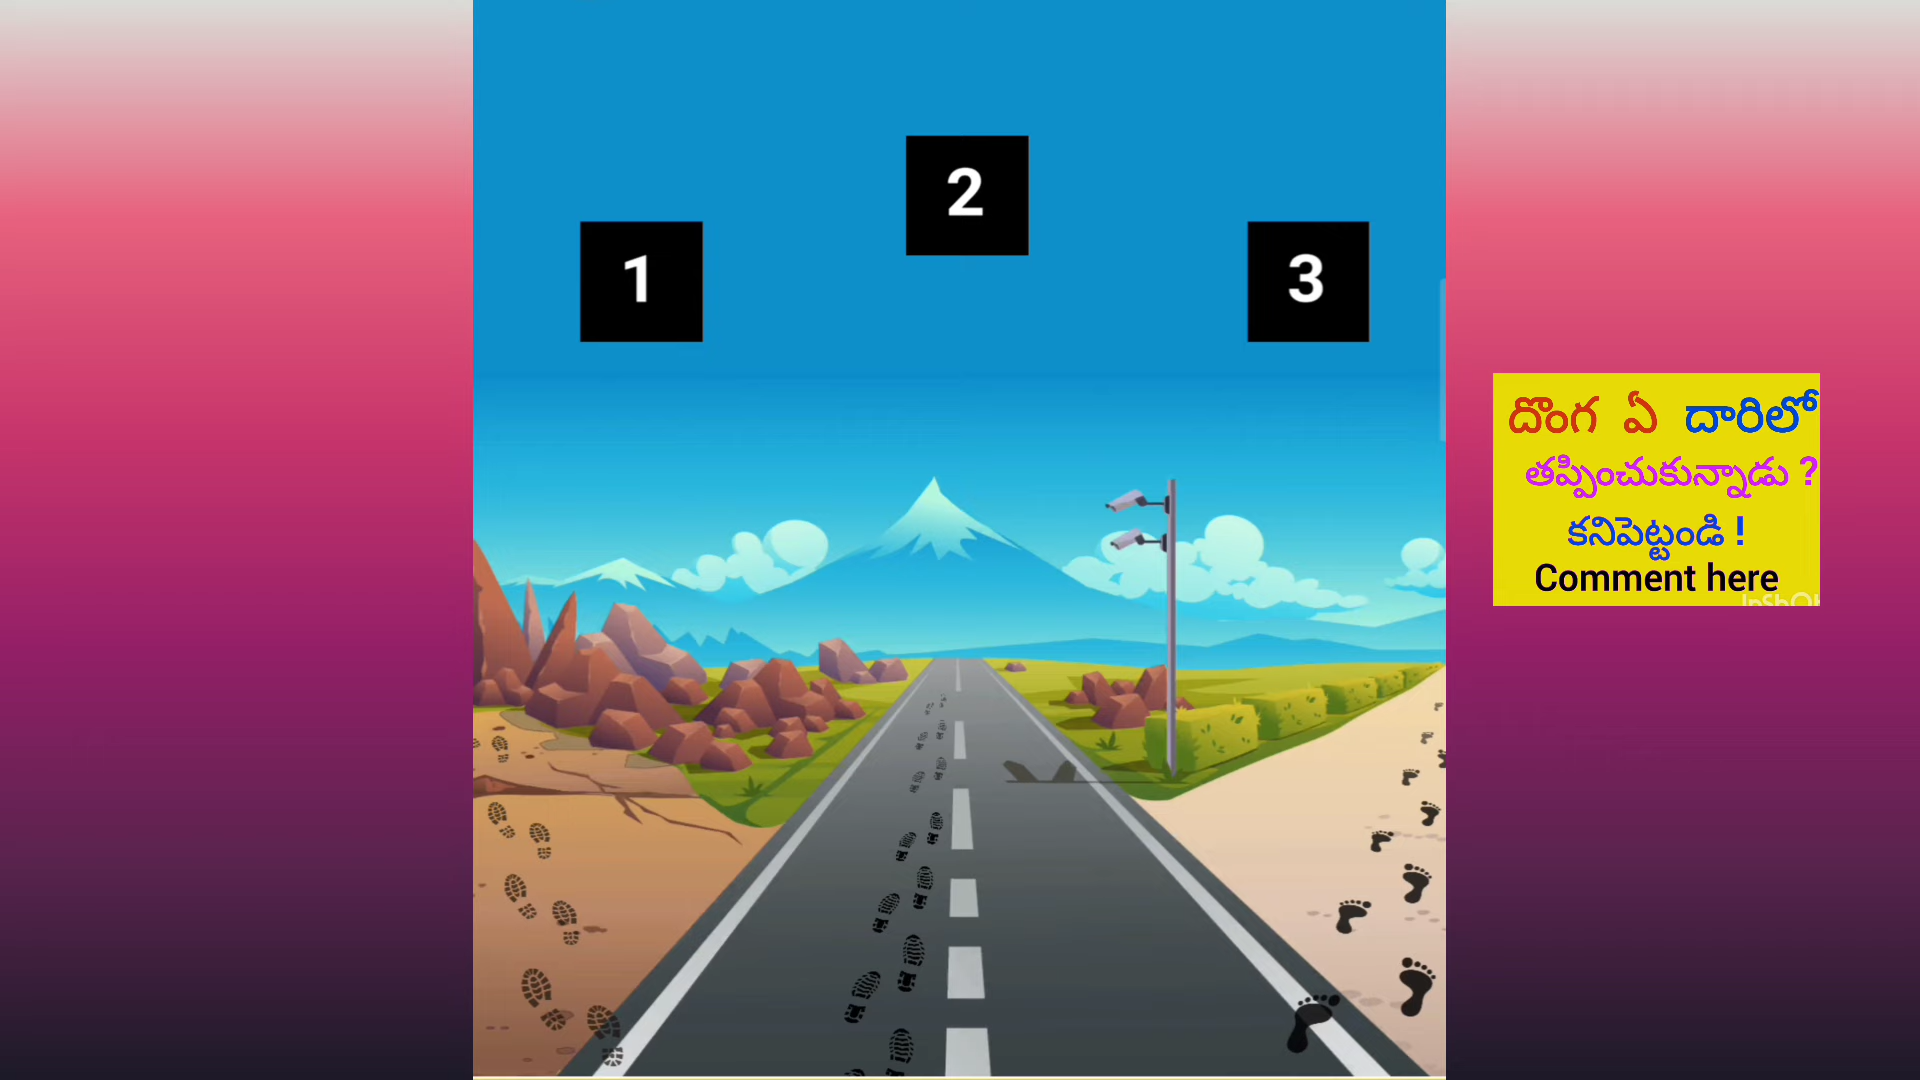 2
1
3
దొంగ ఏ దారిలో
తప్పించుకున్నాడు ?
కనిపెట్టండి !
Comment here